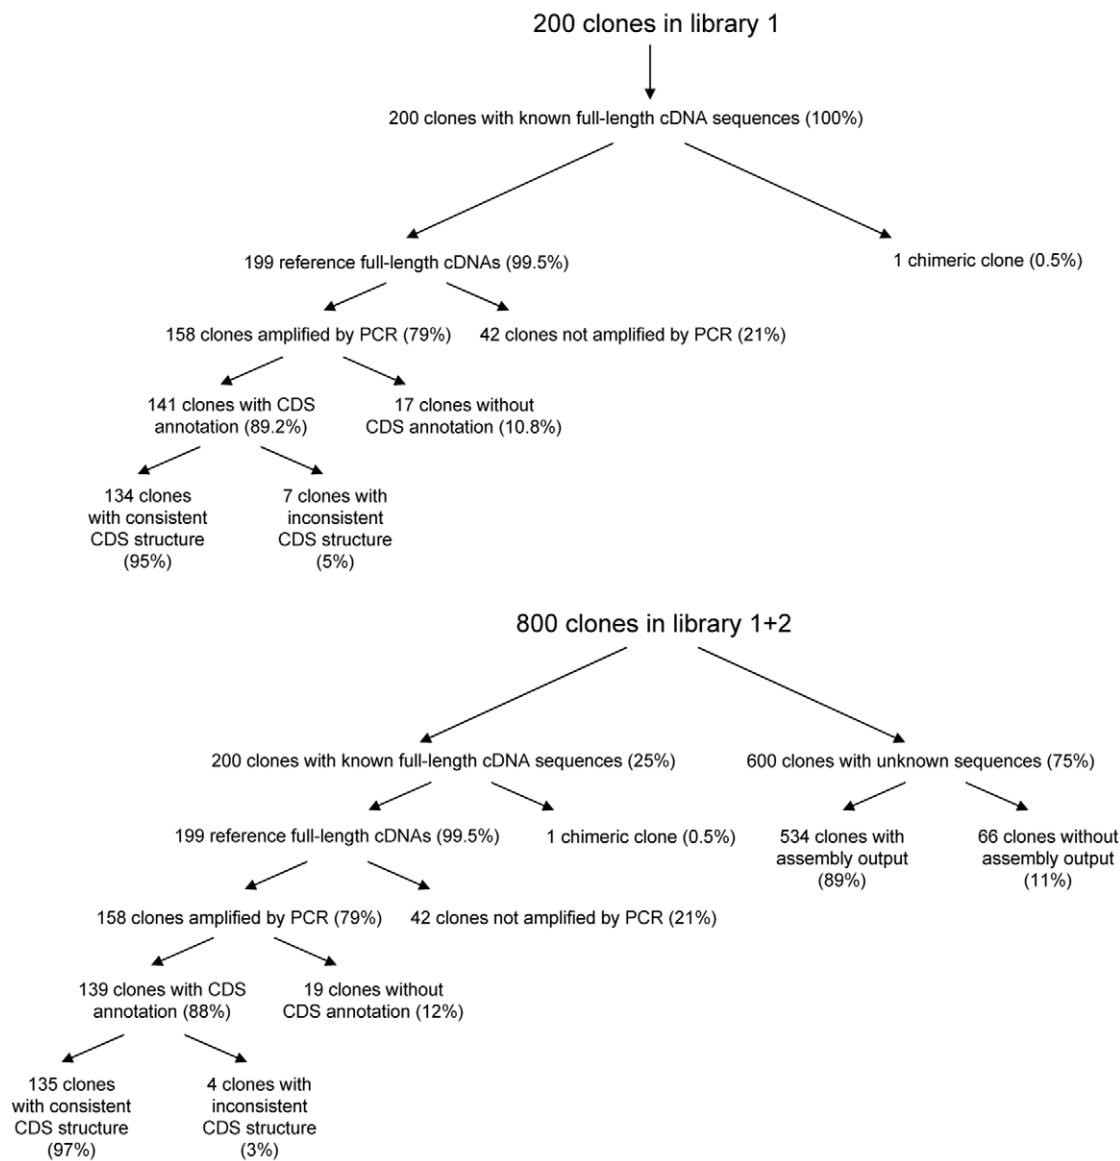 200 clones in library 1
200 clones with known full-length cDNA sequences (100%)
199 reference full-length cDNAs (99.5%)
1 chimeric clone (0.5%)
158 clones amplified by PCR (79%)
42 clones not amplified by PCR (21%)
141 clones with CDS
annotation (89.2%)
17 clones without
CDS annotation (10.8%)
134 clones
with consistent
CDS structure
(95%)
7 clones with
inconsistent
CDS structure
(5%)
800 clones in library 1+2
200 clones with known full-length cDNA sequences (25%)
600 clones with unknown sequences (75%)
199 reference full-length cDNAs (99.5%)
1 chimeric clone (0.5%)
534 clones with
assembly output
(89%)
66 clones without
assembly output
(11%)
158 clones amplified by PCR (79%)
42 clones not amplified by PCR (21%)
139 clones with CDS
annotation (88%)
19 clones without
CDS annotation (12%)
135 clones
with consistent
CDS structure
(97%)
4 clones with
inconsistent
CDS structure
(3%)